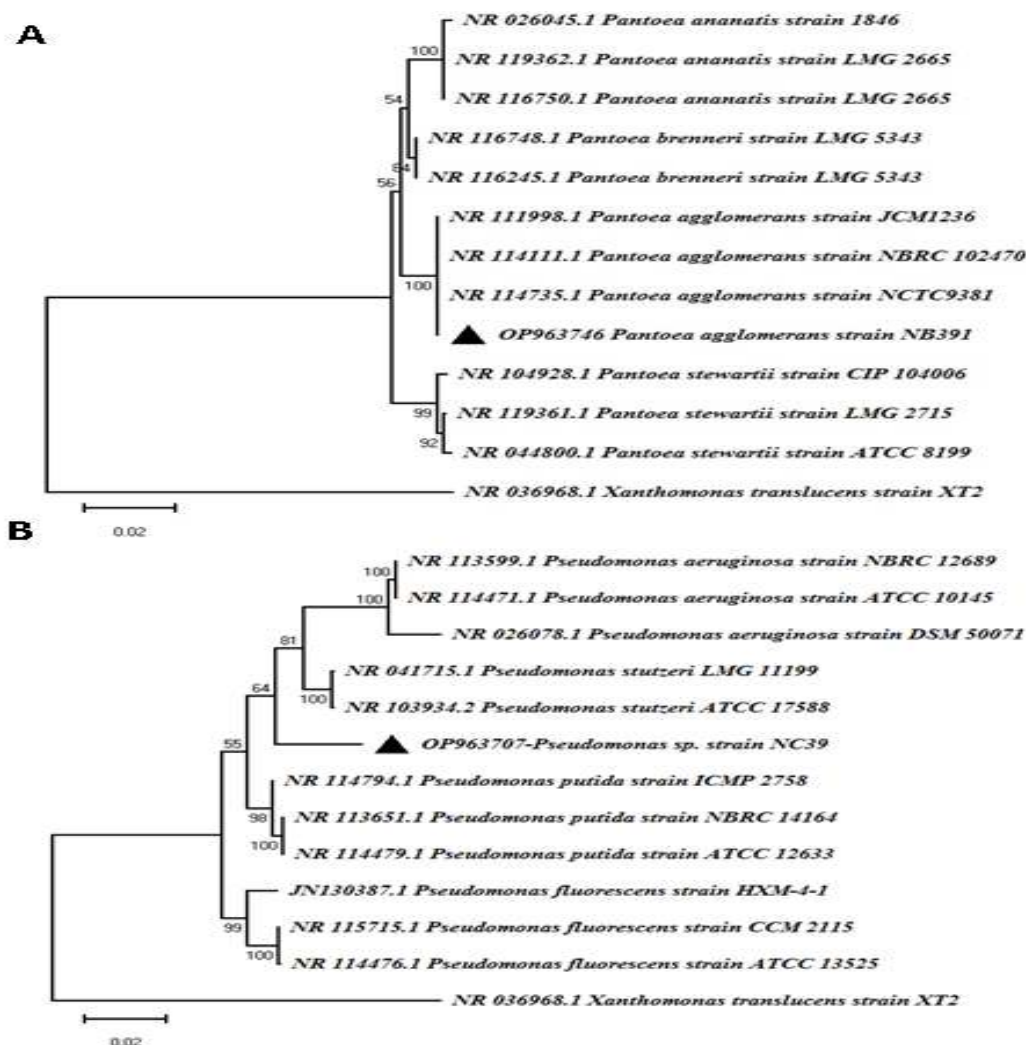 A
NR 026045.1 Pantoea ananatis strain 1846
100
NR 119362.1 Pantoea ananatis strain LMG 2665
NR 116750.1 Pantoea ananatis strain LMG 2665
54
NR 116748.1 Pantoea brenneri strain LMG 5343
84
NR 116245.1 Pantoea brenneri strain LMG 5343
56
NR 111998.1 Pantoea agglomerans strain JCM1236
NR 114111.1 Pantoea agglomerans strain NBRC 102470
100
NR 114735.1 Pantoea agglomerans strain NCTC9381
OP963746 Pantoea agglomerans strain NB391
NR 104928.1 Pantoea stewartii strain CIP 104006
99
NR 119361.1 Pantoea stewartii strain LMG 2715
92
NR 044800.1 Pantoea stewartii strain ATCC 8199
NR 036968.1 Xanthomonas translucens strain XT2
0.02
B
NR 113599.1 Pseudomonas aeruginosa strain NBRC 12689
100
NR 114471.1 Pseudomonas aeruginosa strain ATCC 10145
100
NR 026078.1 Pseudomonas aeruginosa strain DSM 50071
81
NR 041715.1 Pseudomonas stutzeri LMG 11199
64
100
NR 103934.2 Pseudomonas stutzeri ATCC 17588
OP963707-Pseudomonas sp. strain NC39
55
NR 114794.1 Pseudomonas putida strain ICMP 2758
98
NR 113651.1 Pseudomonas putida strain NBRC 14164
100
NR 114479.1 Pseudomonas putida strain ATCC 12633
JN130387.1 Pseudomonas fluorescens strain HXM-4-1
99
NR 115715.1 Pseudomonas fluorescens strain CCM 2115
100
NR 114476.1 Pseudomonas fluorescens strain ATCC 13525
NR 036968.1 Xanthomonas translucens strain XT2
0.02